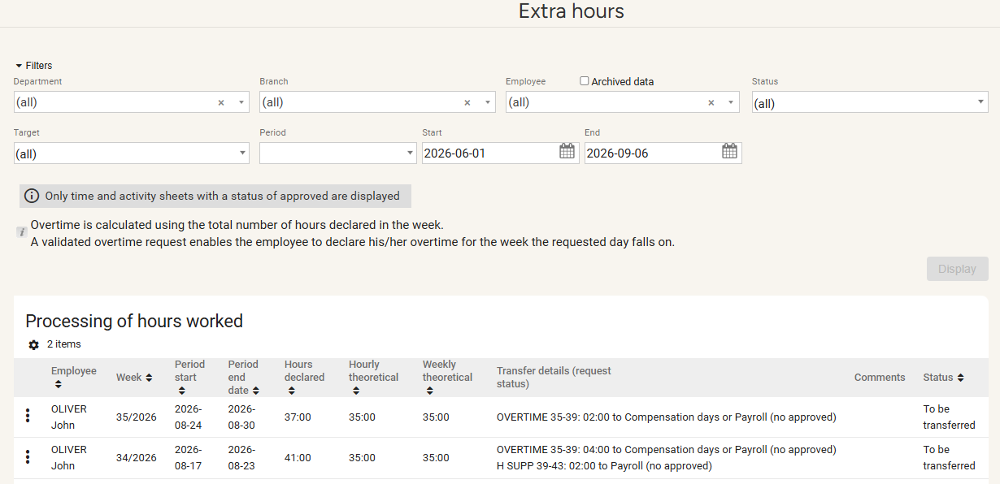 Extra hours
Filters
Department
Branch
Employee
Archived data
Status
(all)
(all)
(all)
(all)
Target
Period
Start
End
(all)
2026-06-01
2026-09-06
Only time and activity sheets with a status of approved are displayed
Overtime is calculated using the total number of hours declared in the week.
A validated overtime request enables the employee to declare his/her overtime for the week the requested day falls on.
Display
Processing of hours worked
2 items
Employee
Week
Period
start
Period
end
date
Hours
declared
Hourly
theoretical
Weekly
theoretical
Transfer details (request
status)
Comments
Status
OLIVER
John
35/2026
2026-
08-24
2026-
08-30
37:00
35:00
35:00
OVERTIME 35-39: 02:00 to Compensation days or Payroll (no approved)
To be
transferred
OLIVER
John
34/2026
2026-
08-17
2026-
08-23
41:00
35:00
35:00
OVERTIME 35-39: 04:00 to Compensation days or Payroll (no approved)
H SUPP 39-43: 02:00 to Payroll (no approved)
To be
transferred